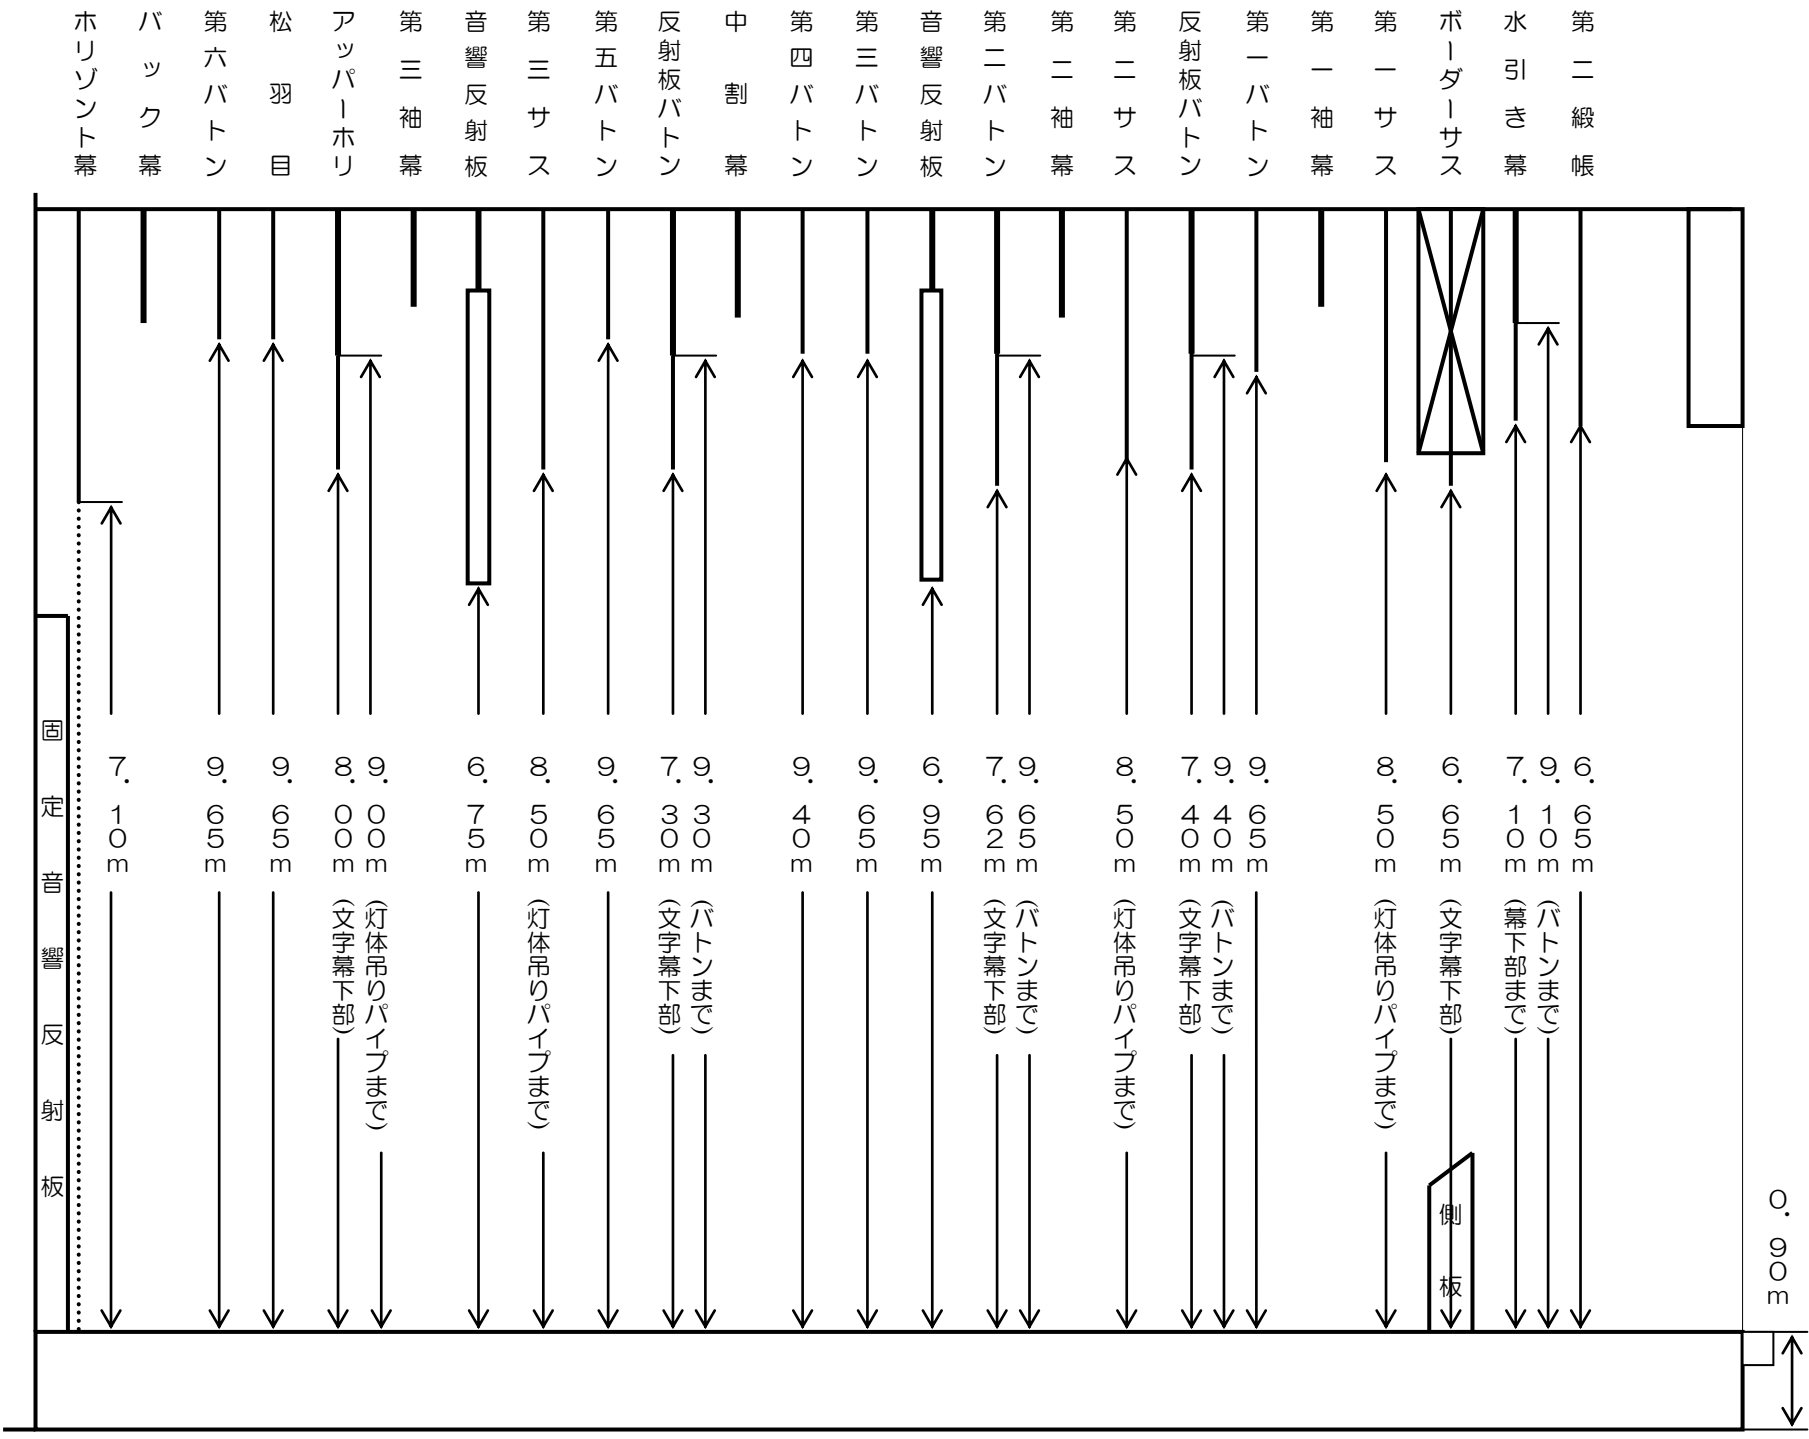 ホリゾント幕
バック幕
第六バトン
松羽目
アッパーホリ
第三袖幕
音響反射板
第三サス
第五バトン
反射板バトン
中割幕
第四バトン
第三バトン
音響反射板
第二バトン
第二袖幕
第二サス
反射板バトン
第一バトン
第一袖幕
第一サス
ボーダーサス
水引き幕
第二緞帳
固定音響反射板
7.10m
9.65m
9.65m
8.00m(文字幕下部)
9.00m(灯体吊りパイプまで)
6.75m
8.50m(灯体吊りパイプまで)
9.65m
7.30m(文字幕下部)
9.30m(バトンまで)
9.40m
9.65m
6.95m
7.62m(文字幕下部)
9.65m(バトンまで)
8.50m(灯体吊りパイプまで)
7.40m(文字幕下部)
9.40m(バトンまで)
9.65m
8.50m(灯体吊りパイプまで)
6.65m(文字幕下部)
7.10m(幕下部まで)
9.10m(バトンまで)
6.65m
側板
0.90m